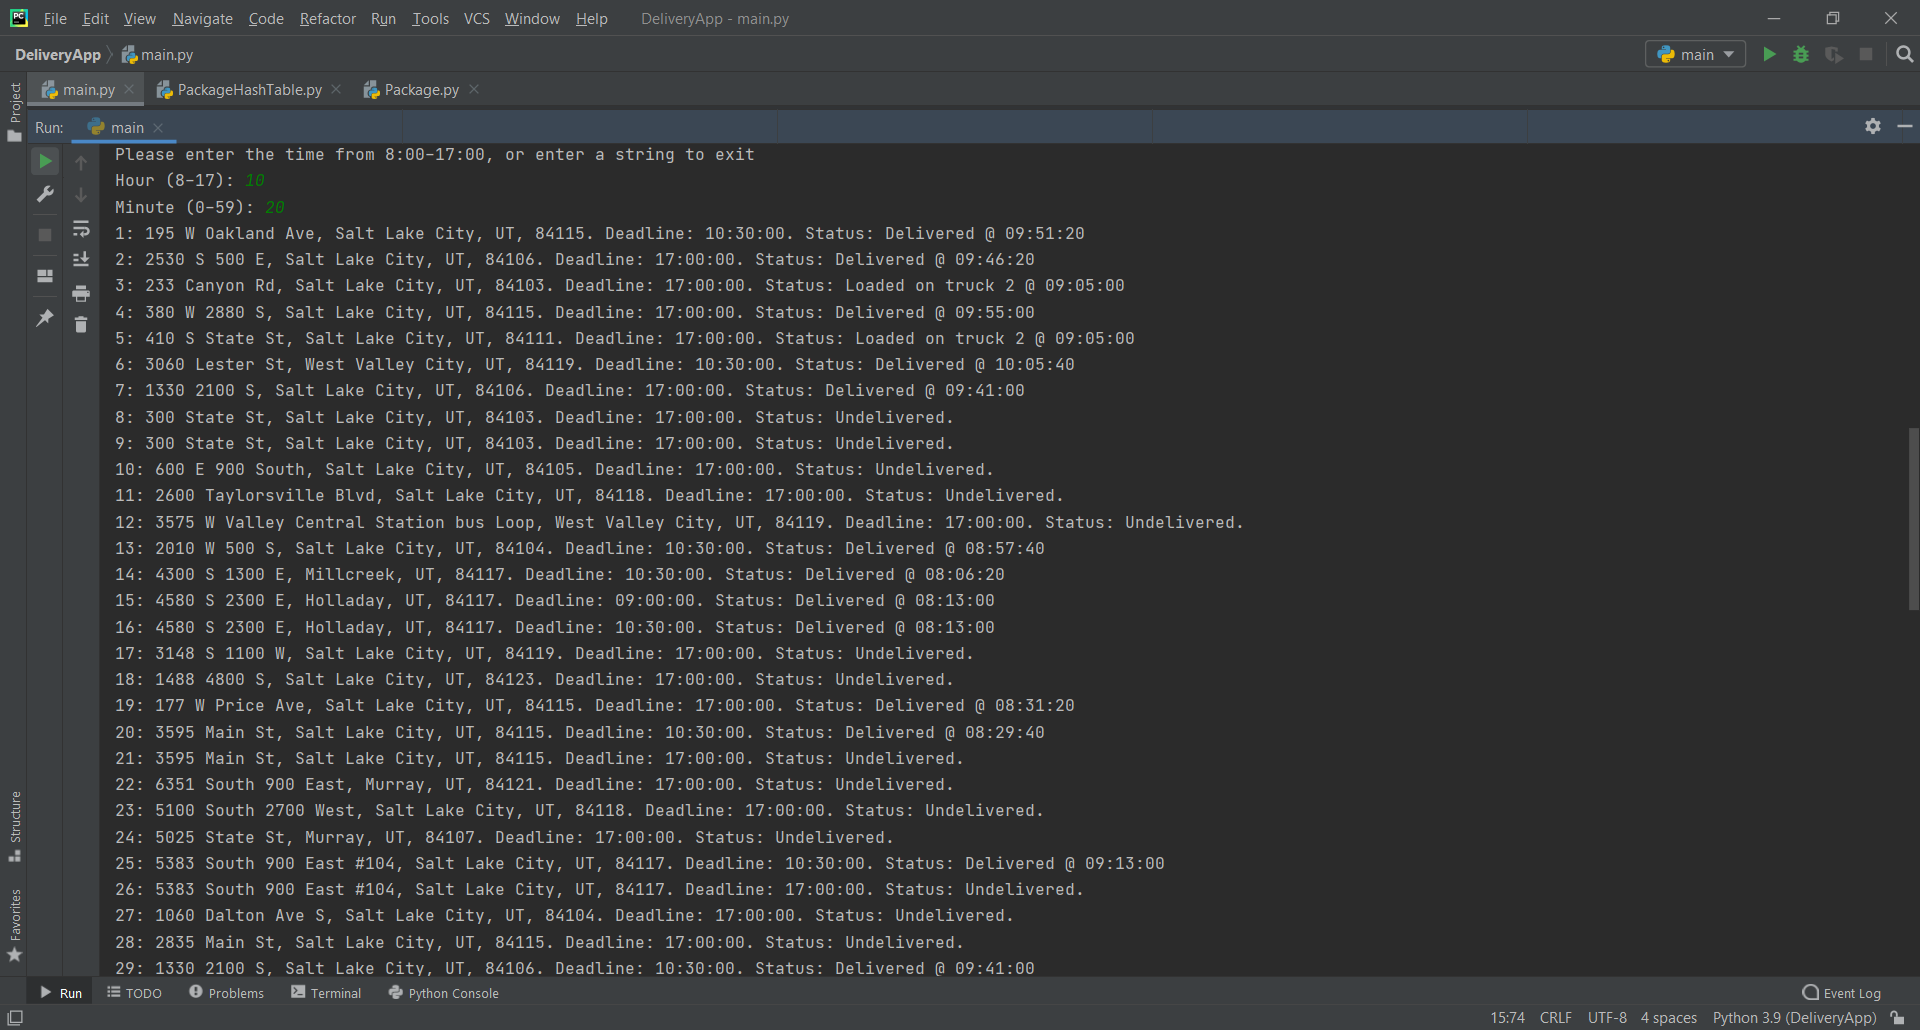 PC File Edit View Navigate Code Refactor Run Tools VCS Window Help DeliveryApp - main.py
DeliveryApp main.py main
main.py PackageHashTable.py Package.py
Project
Run: main
Please enter the time from 8:00-17:00, or enter a string to exit
Hour (8-17): 10
Minute (0-59): 20
1: 195 W Oakland Ave, Salt Lake City, UT, 84115. Deadline: 10:30:00. Status: Delivered @ 09:51:20
2: 2530 S 500 E, Salt Lake City, UT, 84106. Deadline: 17:00:00. Status: Delivered @ 09:46:20
3: 233 Canyon Rd, Salt Lake City, UT, 84103. Deadline: 17:00:00. Status: Loaded on truck 2 @ 09:05:00
4: 380 W 2880 S, Salt Lake City, UT, 84115. Deadline: 17:00:00. Status: Delivered @ 09:55:00
5: 410 S State St, Salt Lake City, UT, 84111. Deadline: 17:00:00. Status: Loaded on truck 2 @ 09:05:00
6: 3060 Lester St, West Valley City, UT, 84119. Deadline: 10:30:00. Status: Delivered @ 10:05:40
7: 1330 2100 S, Salt Lake City, UT, 84106. Deadline: 17:00:00. Status: Delivered @ 09:41:00
8: 300 State St, Salt Lake City, UT, 84103. Deadline: 17:00:00. Status: Undelivered.
9: 300 State St, Salt Lake City, UT, 84103. Deadline: 17:00:00. Status: Undelivered.
10: 600 E 900 South, Salt Lake City, UT, 84105. Deadline: 17:00:00. Status: Undelivered.
11: 2600 Taylorsville Blvd, Salt Lake City, UT, 84118. Deadline: 17:00:00. Status: Undelivered.
12: 3575 W Valley Central Station bus Loop, West Valley City, UT, 84119. Deadline: 17:00:00. Status: Undelivered.
13: 2010 W 500 S, Salt Lake City, UT, 84104. Deadline: 10:30:00. Status: Delivered @ 08:57:40
14: 4300 S 1300 E, Millcreek, UT, 84117. Deadline: 10:30:00. Status: Delivered @ 08:06:20
15: 4580 S 2300 E, Holladay, UT, 84117. Deadline: 09:00:00. Status: Delivered @ 08:13:00
16: 4580 S 2300 E, Holladay, UT, 84117. Deadline: 10:30:00. Status: Delivered @ 08:13:00
17: 3148 S 1100 W, Salt Lake City, UT, 84119. Deadline: 17:00:00. Status: Undelivered.
18: 1488 4800 S, Salt Lake City, UT, 84123. Deadline: 17:00:00. Status: Undelivered.
19: 177 W Price Ave, Salt Lake City, UT, 84115. Deadline: 17:00:00. Status: Delivered @ 08:31:20
20: 3595 Main St, Salt Lake City, UT, 84115. Deadline: 10:30:00. Status: Delivered @ 08:29:40
21: 3595 Main St, Salt Lake City, UT, 84115. Deadline: 17:00:00. Status: Undelivered.
22: 6351 South 900 East, Murray, UT, 84121. Deadline: 17:00:00. Status: Undelivered.
23: 5100 South 2700 West, Salt Lake City, UT, 84118. Deadline: 17:00:00. Status: Undelivered.
24: 5025 State St, Murray, UT, 84107. Deadline: 17:00:00. Status: Undelivered.
25: 5383 South 900 East #104, Salt Lake City, UT, 84117. Deadline: 10:30:00. Status: Delivered @ 09:13:00
26: 5383 South 900 East #104, Salt Lake City, UT, 84117. Deadline: 17:00:00. Status: Undelivered.
27: 1060 Dalton Ave S, Salt Lake City, UT, 84104. Deadline: 17:00:00. Status: Undelivered.
28: 2835 Main St, Salt Lake City, UT, 84115. Deadline: 17:00:00. Status: Undelivered.
29: 1330 2100 S, Salt Lake City, UT, 84106. Deadline: 10:30:00. Status: Delivered @ 09:41:00
Structure
Favorites
Run TODO Problems Terminal Python Console Event Log
15:74 CRLF UTF-8 4 spaces Python 3.9 (DeliveryApp)